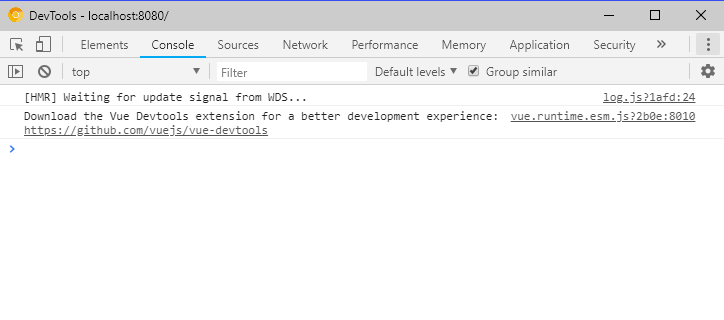 DevTools - localhost:8080/
Elements Console Sources Network Performance Memory Application Security »
top Filter Default levels Group similar
[HMR] Waiting for update signal from WDS... log.js?1afd:24
Download the Vue Devtools extension for a better development experience: vue.runtime.esm.js?2b0e:8010
https://github.com/vuejs/vue-devtools